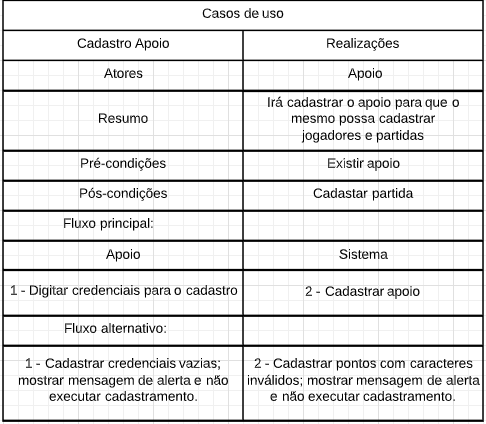 Casos de uso
Cadastro Apoio
Realizações
Atores
Apoio
Resumo
Irá cadastrar o apoio para que o
mesmo possa cadastrar
jogadores e partidas
Pré-condições
Existir apoio
Pós-condições
Cadastar partida
Fluxo principal:
Apoio
Sistema
1 - Digitar credenciais para o cadastro
2 - Cadastrar apoio
Fluxo alternativo:
1 - Cadastrar credenciais vazias;
mostrar mensagem de alerta e não
executar cadastramento.
2 - Cadastrar pontos com caracteres
inválidos; mostrar mensagem de alerta
e não executar cadastramento.